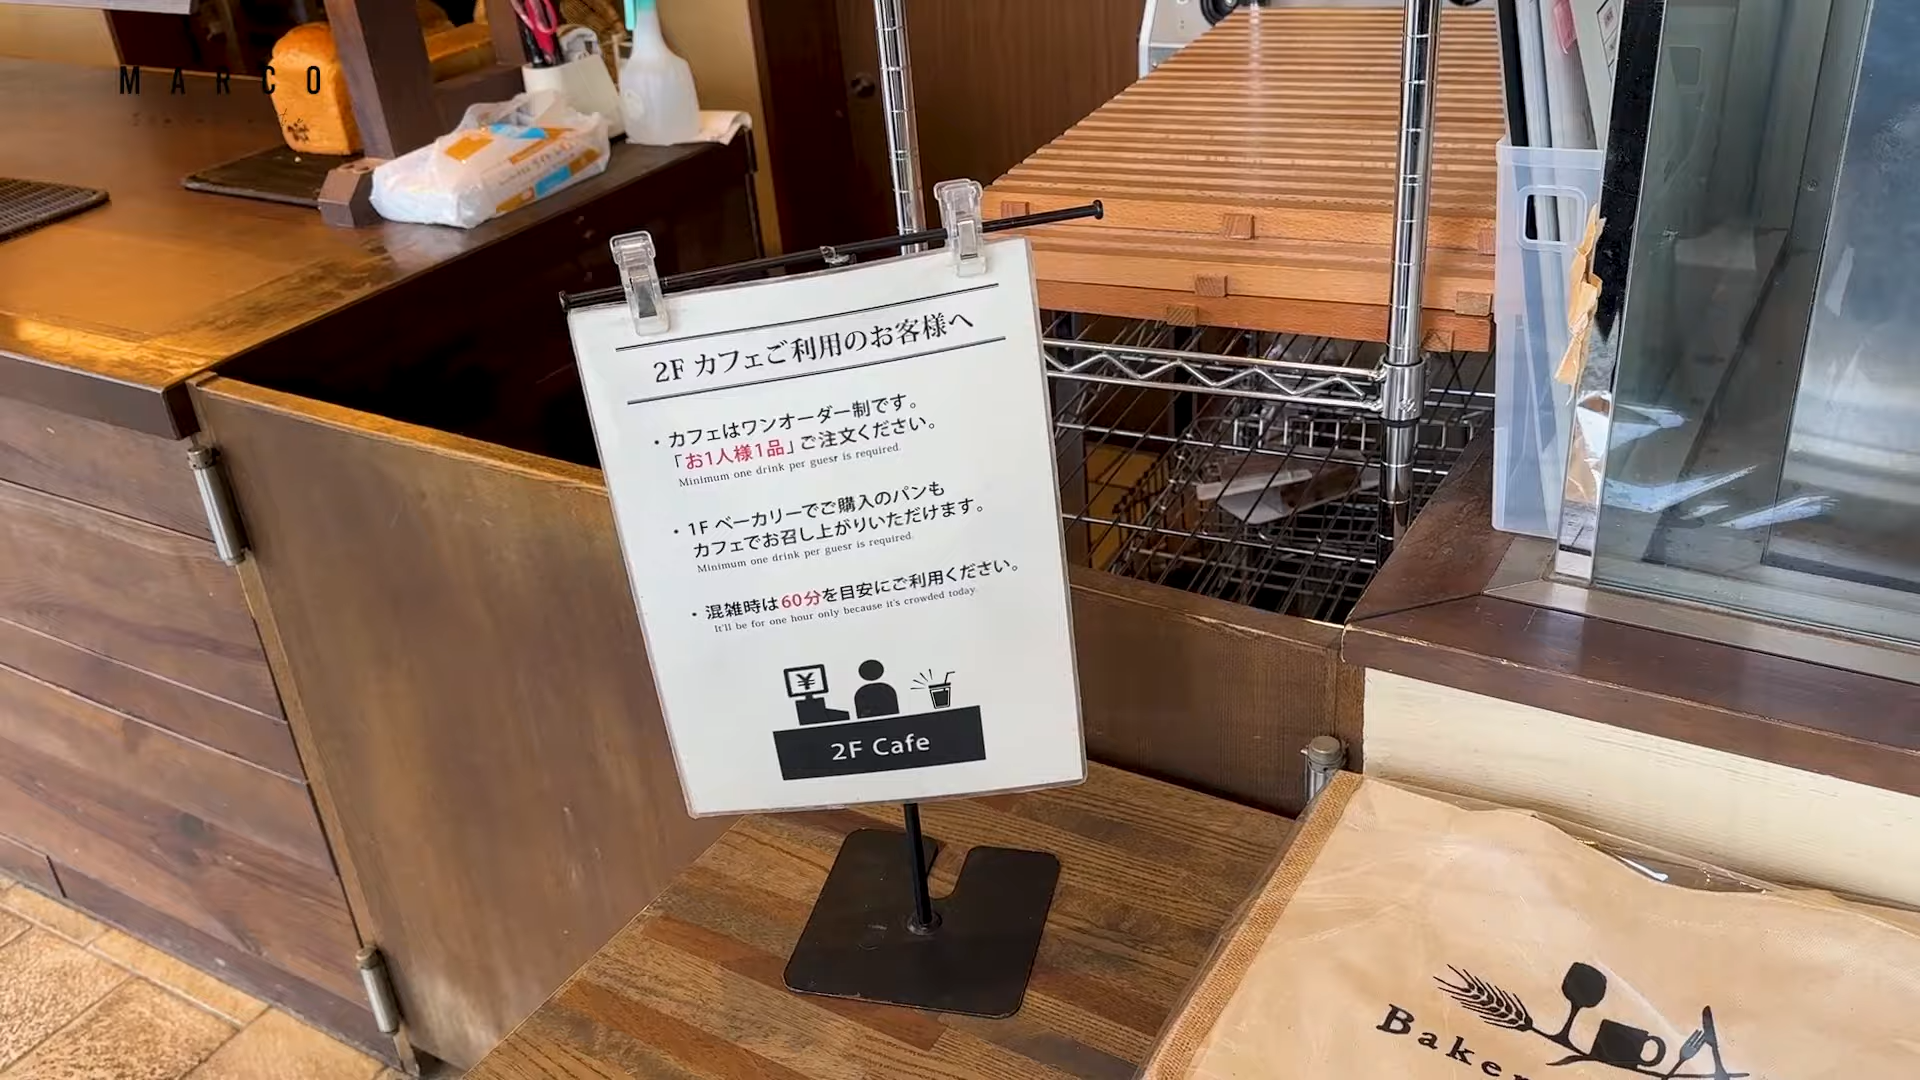 MARCO
2F カフェご利用のお客様へ
・カフェはワンオーダー制です。
「お1人様1品」ご注文ください。
Minimum one drink per guesr is required.
・1F ベーカリーでご購入のパンも
カフェでお召し上がりいただけます。
Minimum one drink per guesr is required.
・混雑時は60分を目安にご利用ください。
It'll be for one hour only because it's crowded today.
¥
2F Cafe